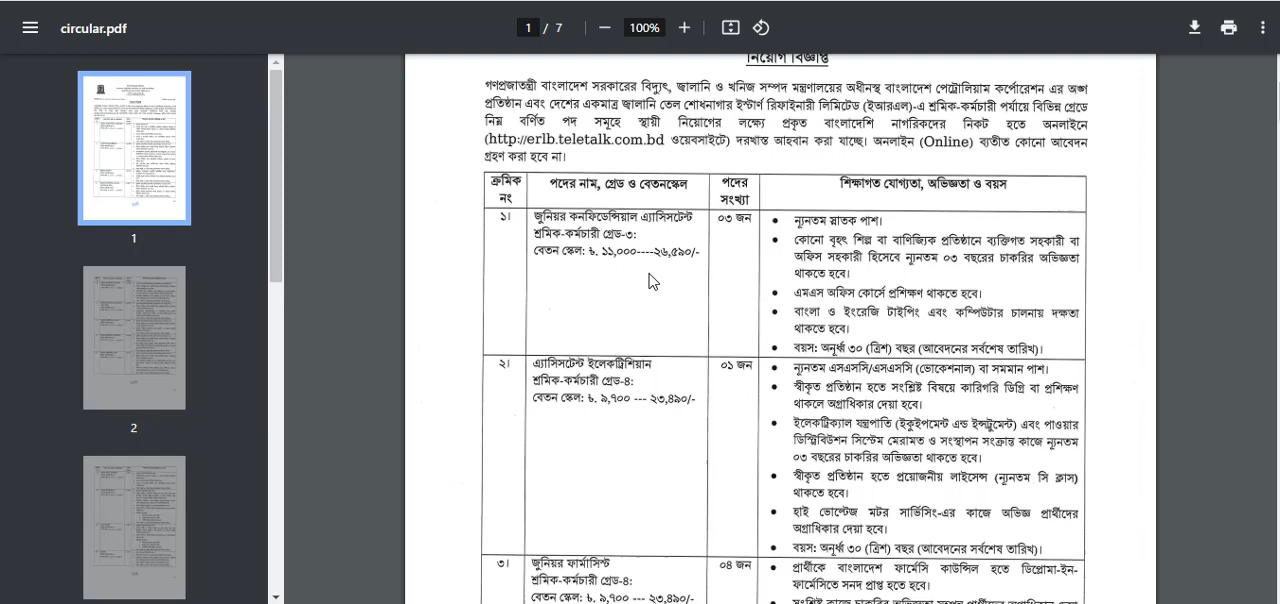 circular.pdf
1 / 7
100%
নিয়োগ বিজ্ঞপ্তি
গণপ্রজাতন্ত্রী বাংলাদেশ সরকারের বিদ্যুৎ, জ্বালানি ও খনিজ সম্পদ মন্ত্রণালয়ের অধীনস্থ বাংলাদেশ পেট্রোলিয়াম কর্পোরেশন এর অঙ্গ
প্রতিষ্ঠান ও দেশের একমাত্র জ্বালানি তেল শোধনাগার ইস্টার্ণ রিফাইনারী লিমিটেড (ইআরএল)-এ শ্রমিক-কর্মচারী পদে বিভিন্ন গ্রেডে
নিম্ন বর্ণিত পদ সমূহে স্থায়ী নিয়োগের লক্ষ্যে প্রকৃত বাংলাদেশী নাগরিকদের নিকট হতে অনলাইনে
ওয়েবসাইটে) দরখাস্ত আহবান করা যাচ্ছে। অনলাইন (Online) ব্যতীত কোনো আবেদন
গ্রহণ করা হবে না
ক্রমিক নং
পদের নাম, গ্রেড ও বেতনস্কেল
পদের সংখ্যা
শিক্ষাগত যোগ্যতা, অভিজ্ঞতা ও বয়স
১।
জুনিয়র কনফিডেন্সিয়াল এ্যাসিসটেন্ট
শ্রমিক-কর্মচারী গ্রেড-৩:
বেতন স্কেল: ৳. ১১,০০০----২৬,৫৯০/-
০৩ জন
• ন্যূনতম স্নাতক পাশ।
• কোনো বৃহৎ শিল্প বা বাণিজ্যিক প্রতিষ্ঠানে ব্যক্তিগত সহকারী বা
অফিস সহকারী হিসেবে ন্যূনতম ০৩ বছরের চাকরির অভিজ্ঞতা
থাকতে হবে।
• এমএস অফিস কোর্সে প্রশিক্ষণ থাকতে হবে।
• বাংলা ও ইংরেজি টাইপিং এবং কম্পিউটার চালনায় দক্ষতা
থাকতে হবে।
• বয়স: অনূর্ধ্ব ৩০ (ত্রিশ) বছর (আবেদনের সর্বশেষ তারিখ)।
২।
এ্যাসিসটেন্ট ইলেকট্রিশিয়ান
শ্রমিক-কর্মচারী গ্রেড-৪:
বেতন স্কেল: ৳. ৯,৭০০ --- ২৩,৪৯০/-
০১ জন
• ন্যূনতম এসএসসি/এসএসসি (ভোকেশনাল) বা সমমান পাশ।
• স্বীকৃত প্রতিষ্ঠান হতে সংশ্লিষ্ট বিষয়ে কারিগরি ডিগ্রি বা প্রশিক্ষণ
থাকলে অগ্রাধিকার দেয়া হবে।
• ইলেকট্রিক্যাল যন্ত্রপাতি (ইকুইপমেন্ট এন্ড ইন্সট্রুমেন্ট) এবং পাওয়ার
ডিস্ট্রিবিউশন সিস্টেম মেরামত ও সংস্থাপন সংক্রান্ত কাজে ন্যূনতম
০৩ বছরের চাকরির অভিজ্ঞতা থাকতে হবে।
• স্বীকৃত প্রতিষ্ঠান হতে প্রয়োজনীয় লাইসেন্স (ন্যূনতম সি ক্লাস)
থাকতে হবে।
• হাই ভোল্টেজ মটর সার্ভিসিং-এর কাজে অভিজ্ঞ প্রার্থীদের
অগ্রাধিকার দেয়া হবে।
• বয়স: অনূর্ধ্ব ৩০ (ত্রিশ) বছর (আবেদনের সর্বশেষ তারিখ)।
৩।
জুনিয়র ফার্মাসিস্ট
শ্রমিক-কর্মচারী গ্রেড-৪:
বেতন স্কেল: ৳. ৯,৭০০ --- ২৩,৪৯০/-
০৪ জন
• প্রার্থীকে বাংলাদেশ ফার্মেসি কাউন্সিল হতে ডিপ্লোমা-ইন-
ফার্মেসিতে সনদ প্রাপ্ত হতে হবে।
1
2